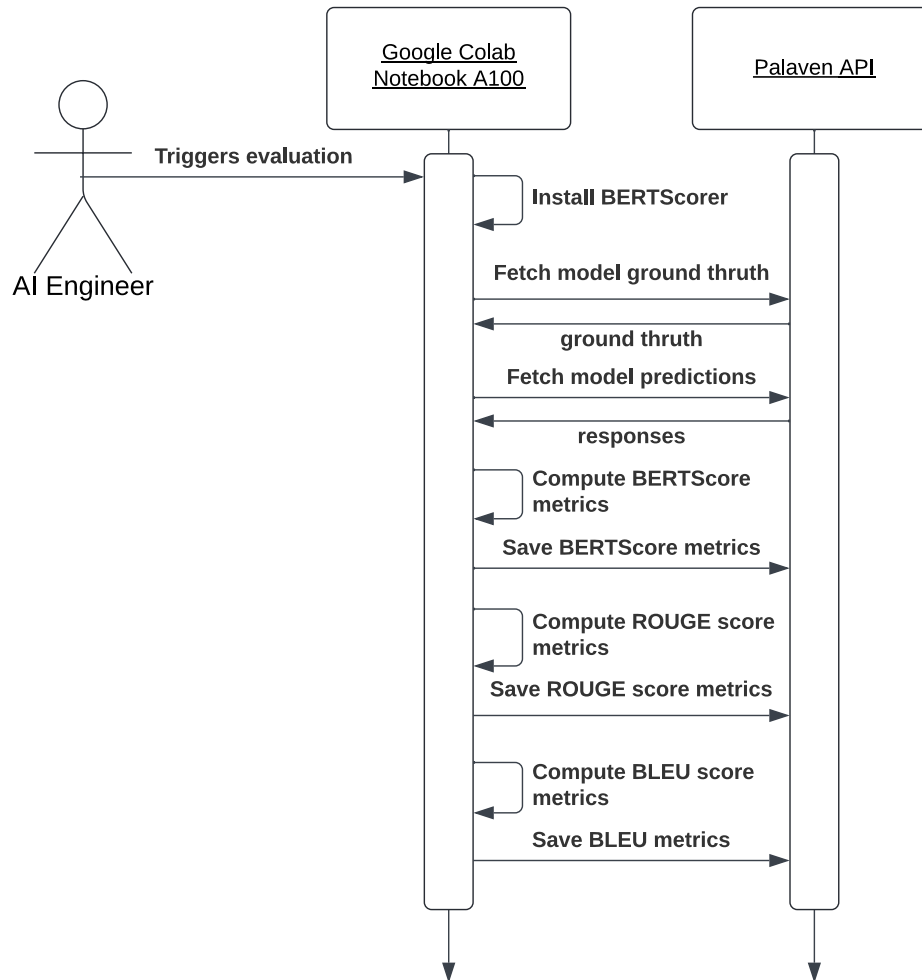 Google Colab
Notebook A100
Palaven API
Triggers evaluation
Install BERTScorer
AI Engineer
Fetch model ground thruth
ground thruth
Fetch model predictions
responses
Compute BERTScore
metrics
Save BERTScore metrics
Compute ROUGE score
metrics
Save ROUGE score metrics
Compute BLEU score
metrics
Save BLEU metrics